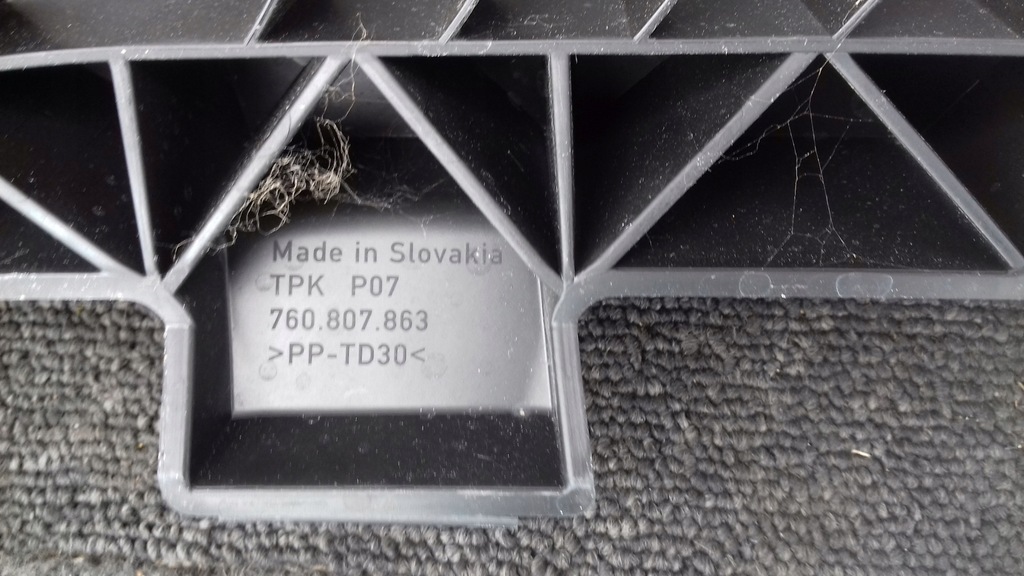 Made in Slovakia
TPK P07
760.807.863
>PP-TD30<